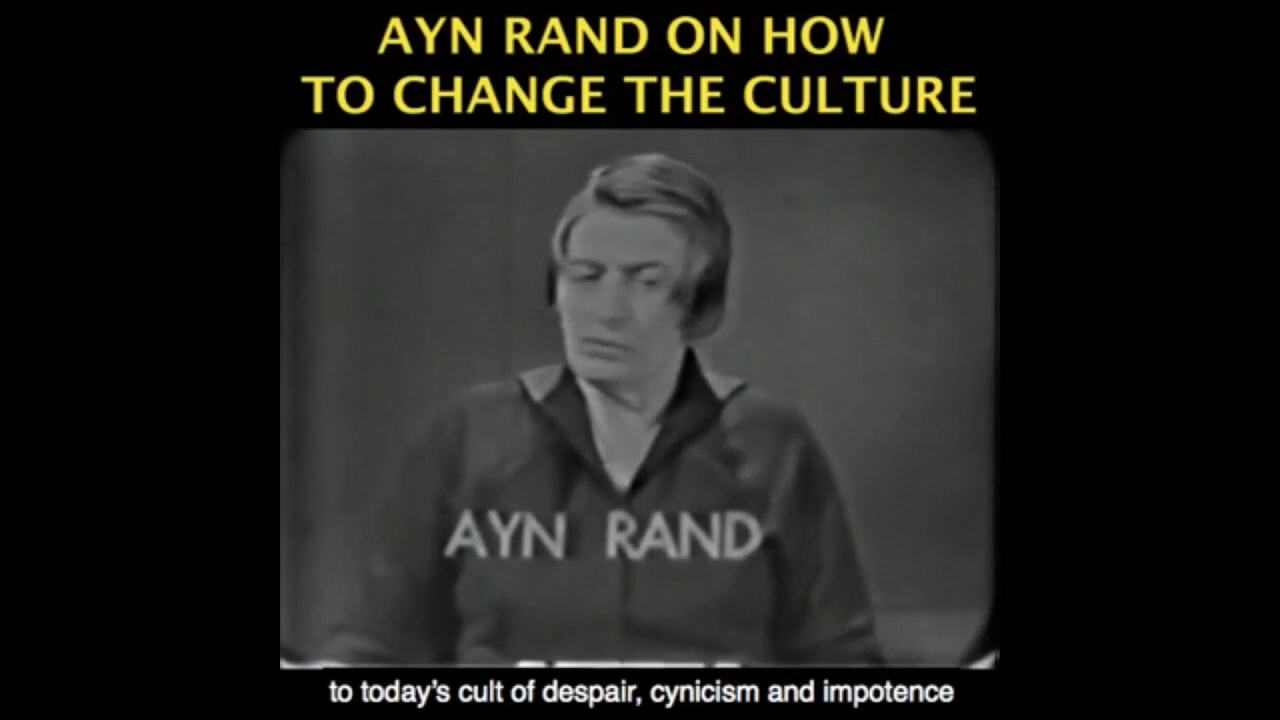 AYN RAND ON HOW
TO CHANGE THE CULTURE
AYN RAND
to today's cult of despair, cynicism and impotence